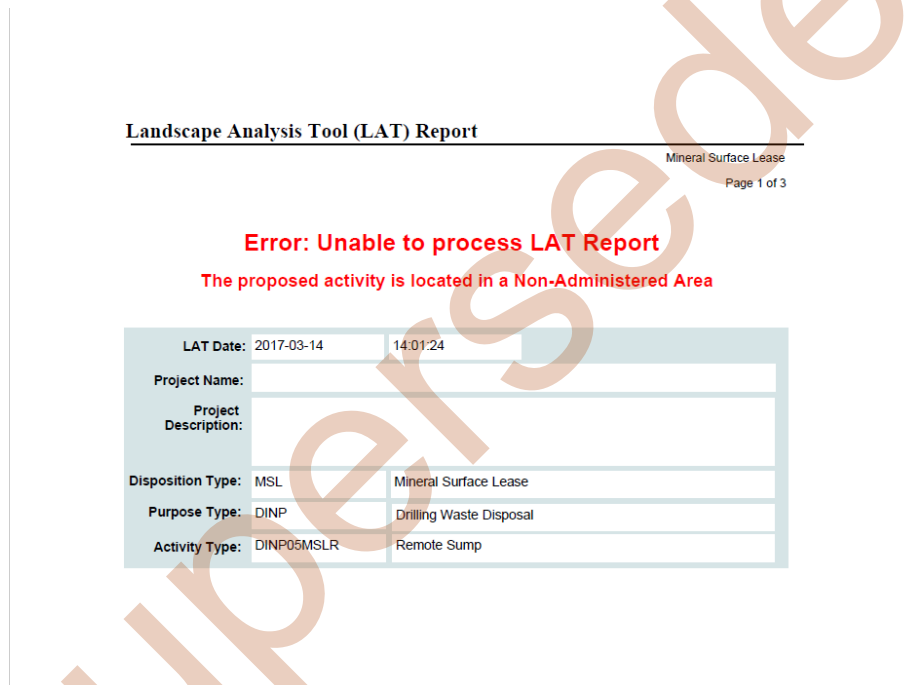 Landscape Analysis Tool (LAT) Report
Mineral Surface Lease
Page 1 of 3
Error: Unable to process LAT Report
The proposed activity is located in a Non-Administered Area
LAT Date: 2017-03-14 14:01:24
Project Name:
Project
Description:
Disposition Type: MSL Mineral Surface Lease
Purpose Type: DINP Drilling Waste Disposal
Activity Type: DINP05MSLR Remote Sump
upersede